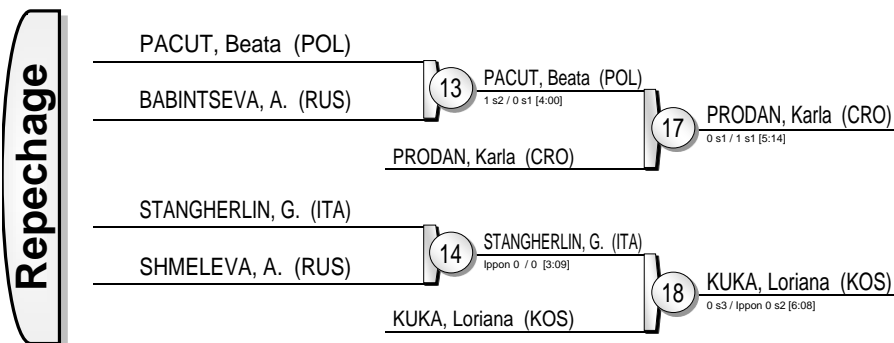 Repechage
PACUT, Beata (POL)
BABINTSEVA, A. (RUS)
13
PACUT, Beata (POL)
1 s2 / 0 s1 [4:00]
PRODAN, Karla (CRO)
17
PRODAN, Karla (CRO)
0 s1 / 1 s1 [5:14]
STANGHERLIN, G. (ITA)
SHMELEVA, A. (RUS)
14
STANGHERLIN, G. (ITA)
Ippon 0 / 0 [3:09]
KUKA, Loriana (KOS)
18
KUKA, Loriana (KOS)
0 s3 / Ippon 0 s2 [6:08]